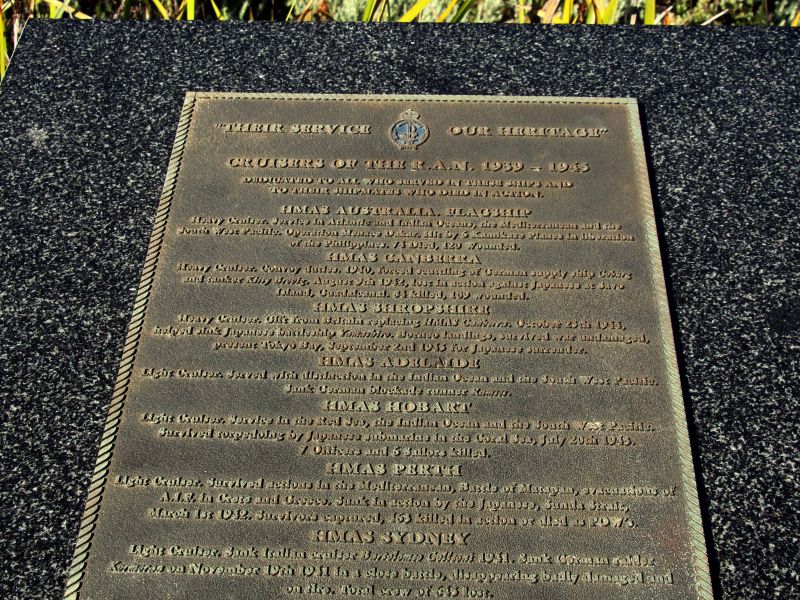 "THEIR SERVICE OUR HERITAGE"
CRUISERS OF THE R.A.N. 1939 - 1945
DEDICATED TO ALL WHO SERVED IN THESE SHIPS AND
TO THEIR SHIPMATES WHO DIED IN ACTION.
HMAS AUSTRALIA. FLAGSHIP
Heavy Cruiser. Service in Atlantic and Indian Oceans, the Mediterranean and the
South West Pacific. Operation Menace Dakar. Hit by 5 Kamikaze Planes in liberation
of the Philippines. 74 Died, 120 Wounded.
HMAS CANBERRA
Heavy Cruiser. Convoy duties. 1940, forced scuttling of German supply ship Coburg
and tanker Ketty Brovig. August 9th 1942, lost in action against Japanese at Savo
Island, Guadalcanal. 84 killed, 109 wounded.
HMAS SHROPSHIRE
Heavy Cruiser. Gift from Britain replacing HMAS Canberra. October 25th 1944,
helped sink Japanese battleship Yamashiro. Borneo landings, survived war undamaged,
present Tokyo Bay, September 2nd 1945 for Japanese surrender.
HMAS ADELAIDE
Light Cruiser. Served with distinction in the Indian Ocean and the South West Pacific.
Sunk German blockade runner Ramses.
HMAS HOBART
Light Cruiser. Service in the Red Sea, the Indian Ocean and the South West Pacific.
Survived torpedoing by Japanese submarine in the Coral Sea, July 20th 1943.
7 Officers and 6 Sailors killed.
HMAS PERTH
Light Cruiser. Survived actions in the Mediterranean, Battle of Matapan, evacuations of
A.I.F. in Crete and Greece. Sunk in action by the Japanese, Sunda Strait,
March 1st 1942. Survivors captured, 463 killed in action or died as POW's.
HMAS SYDNEY
Light Cruiser. Sunk Italian cruiser Bartolomeo Colleoni 1941. Sank German raider
Kormoran on November 19th 1941 in a close battle, disappearing badly damaged and
on fire. Total crew of 645 lost.